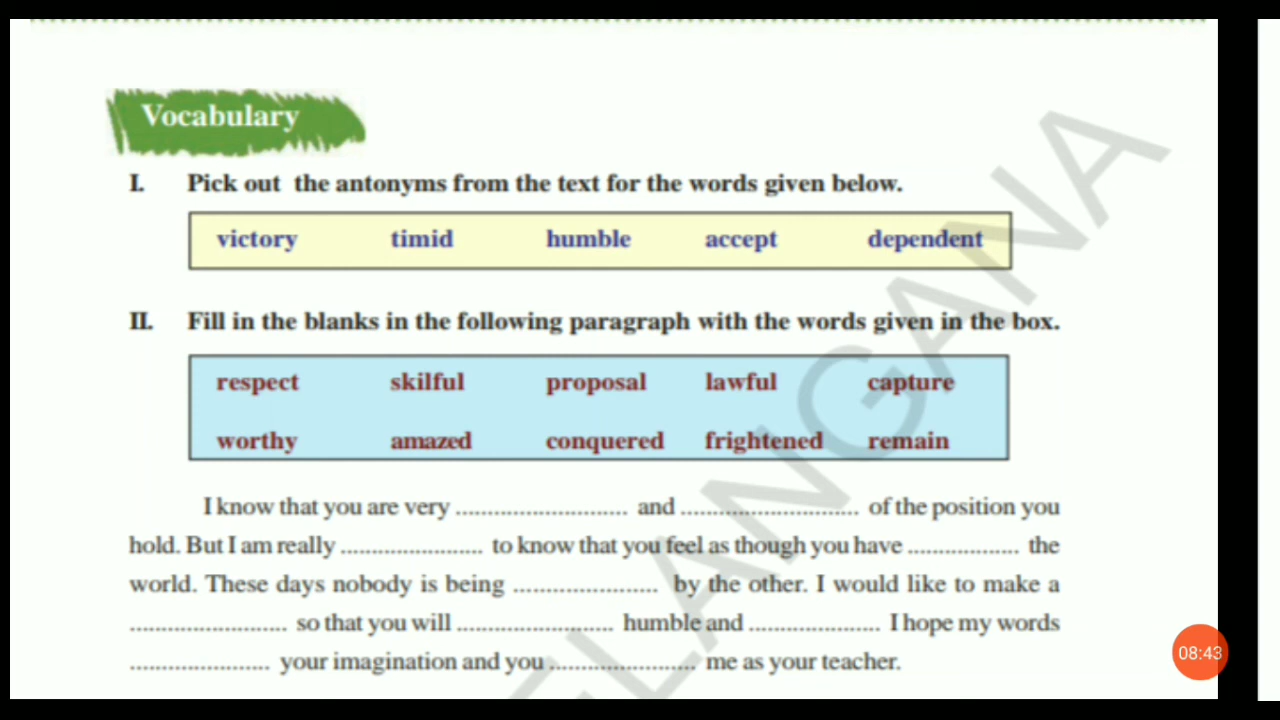 Vocabulary
I. Pick out the antonyms from the text for the words given below.
victory timid humble accept dependent
II. Fill in the blanks in the following paragraph with the words given in the box.
respect skilful proposal lawful capture
worthy amazed conquered frightened remain
I know that you are very ........................... and ............................ of the position you
hold. But I am really ...................... to know that you feel as though you have .................. the
world. These days nobody is being ....................... by the other. I would like to make a
......................... so that you will ......................... humble and ..................... I hope my words
...................... your imagination and you ....................... me as your teacher.
ELANGANA
08:43